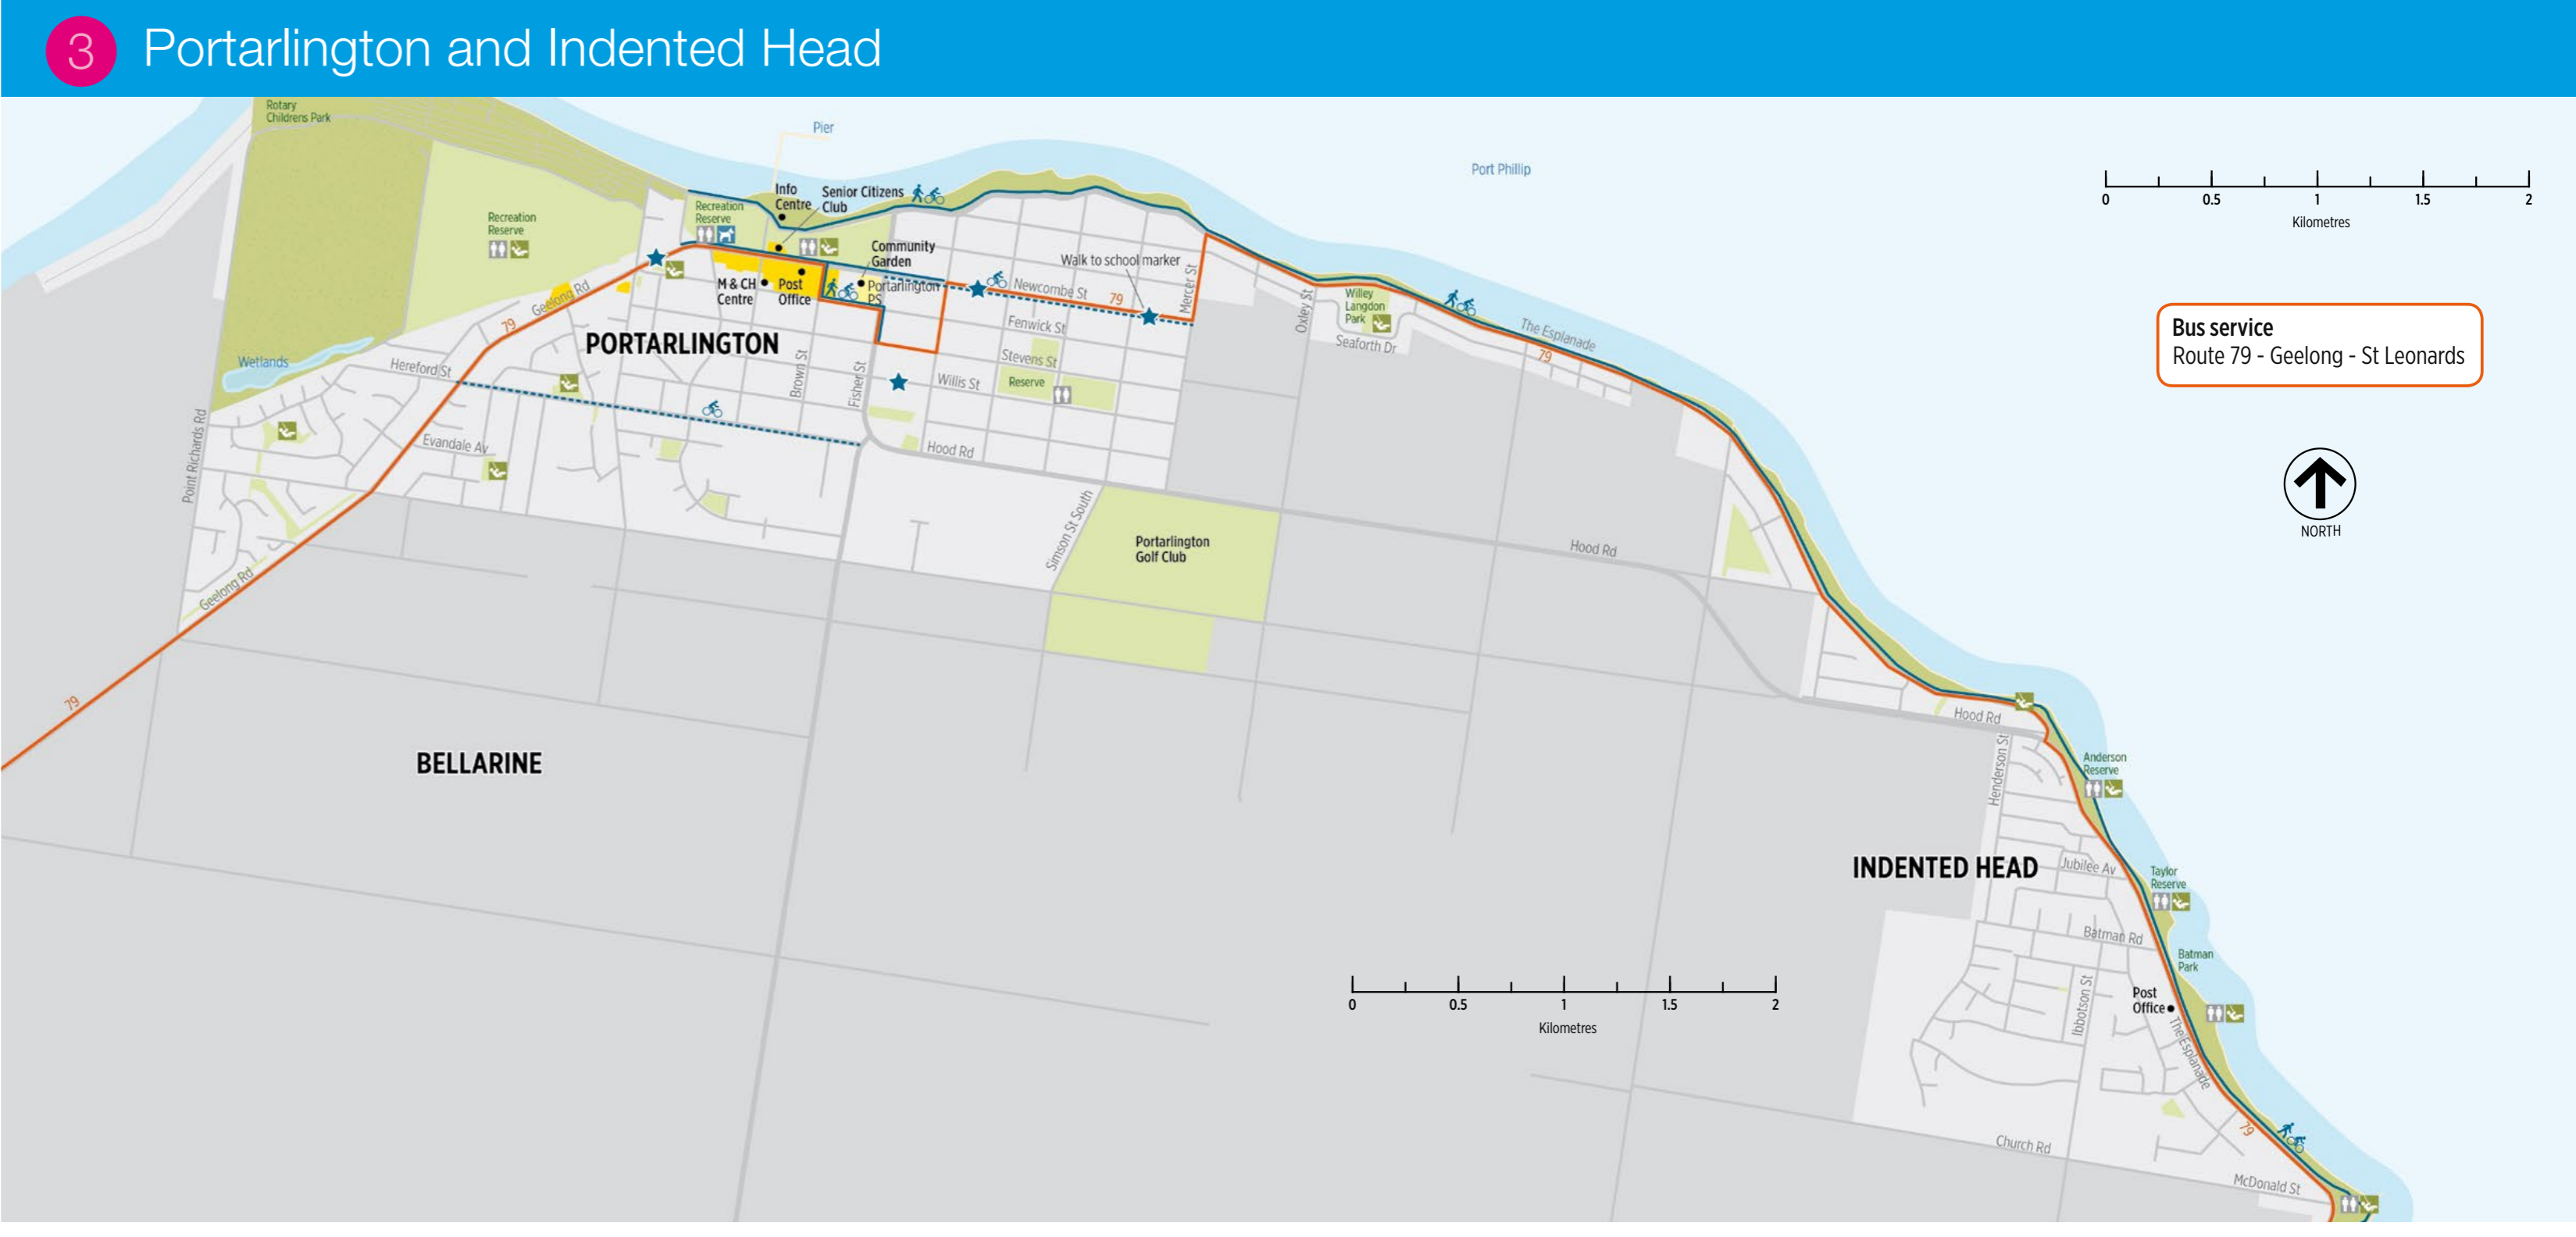 3 Portarlington and Indented Head
Rotary
Childrens Park
Pier
Port Phillip
0 0.5 1 1.5 2
Kilometres
Info
Centre
Senior Citizens
Club
Recreation
Reserve
Recreation
Reserve
Community
Garden
Walk to school marker
M & CH
Centre
Post
Office
Portarlington
PS
Newcombe St
79
Mercer St
Geelong Rd
79
PORTARLINGTON
Fenwick St
Stevens St
Reserve
Willis St
Oxley St
Willey
Langdon
Park
Seaforth Dr
The Esplanade
79
Bus service
Route 79 - Geelong - St Leonards
NORTH
Wetlands
Hereford St
Brown St
Fisher St
Point Richards Rd
Evandale Av
Hood Rd
Simson St South
Portarlington
Golf Club
Hood Rd
Geelong Rd
79
BELLARINE
Hood Rd
Henderson St
Anderson
Reserve
INDENTED HEAD
Jubilee Av
Taylor
Reserve
Batman Rd
Batman
Park
Ibbotson St
Post
Office
The Esplanade
0 0.5 1 1.5 2
Kilometres
79
Church Rd
McDonald St